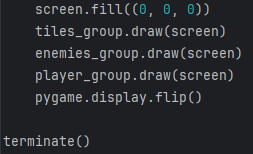 screen.fill((0, 0, 0))
tiles_group.draw(screen)
enemies_group.draw(screen)
player_group.draw(screen)
pygame.display.flip()
terminate()